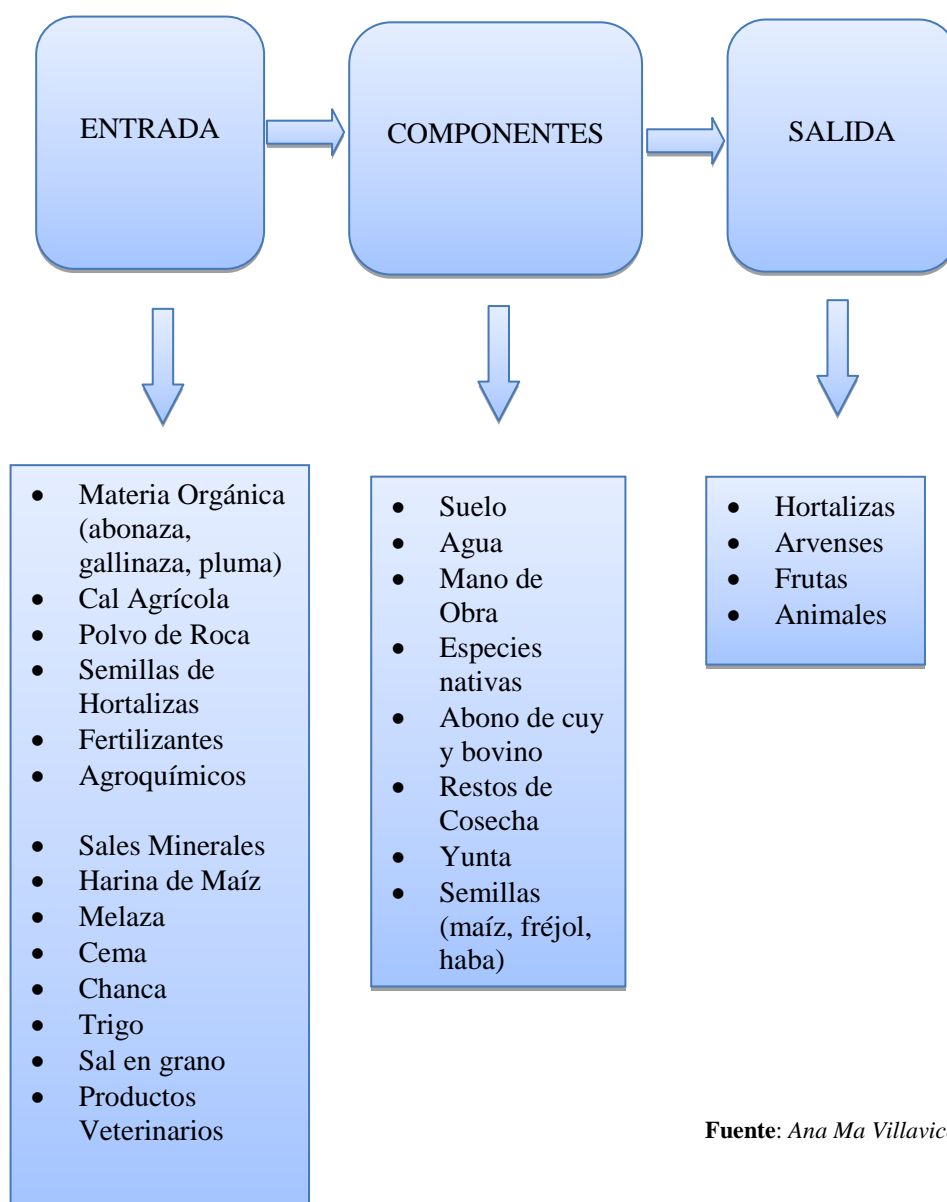 ENTRADA
COMPONENTES
SALIDA
• Materia Orgánica
(abonaza,
gallinaza, pluma)
• Cal Agrícola
• Polvo de Roca
• Semillas de
Hortalizas
• Fertilizantes
• Agroquímicos
• Sales Minerales
• Harina de Maíz
• Melaza
• Cema
• Chanca
• Trigo
• Sal en grano
• Productos
Veterinarios
• Suelo
• Agua
• Mano de
Obra
• Especies
nativas
• Abono de cuy
y bovino
• Restos de
Cosecha
• Yunta
• Semillas
(maíz, fréjol,
haba)
• Hortalizas
• Arvenses
• Frutas
• Animales
Fuente: Ana Ma